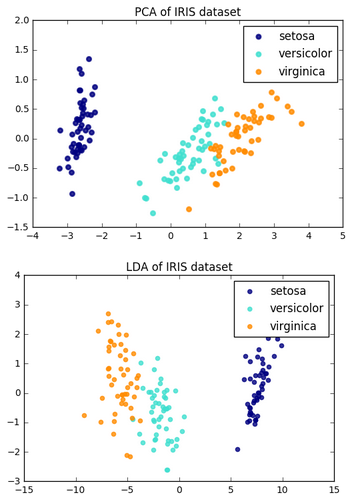 PCA of IRIS dataset
2.0
1.5
1.0
0.5
0.0
−0.5
−1.0
−1.5
setosa
versicolor
virginica
−4 −3 −2 −1 0 1 2 3 4 5
LDA of IRIS dataset
4
3
2
1
0
−1
−2
−3
setosa
versicolor
virginica
−15 −10 −5 0 5 10 15